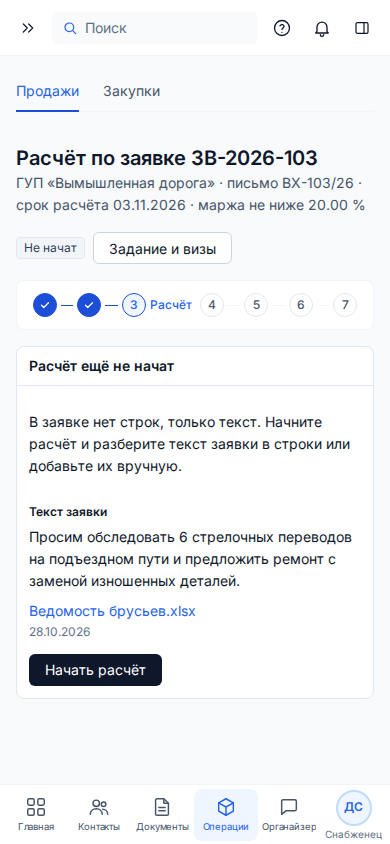 Поиск
Продажи Закупки
Расчёт по заявке ЗВ-2026-103
ГУП «Вымышленная дорога» · письмо ВХ-103/26 ·
срок расчёта 03.11.2026 · маржа не ниже 20.00 %
Не начат Задание и визы
3 Расчёт 4 5 6 7
Расчёт ещё не начат
В заявке нет строк, только текст. Начните
расчёт и разберите текст заявки в строки или
добавьте их вручную.
Текст заявки
Просим обследовать 6 стрелочных переводов
на подъездном пути и предложить ремонт с
заменой изношенных деталей.
Ведомость брусьев.xlsx
28.10.2026
Начать расчёт
ДС
Главная Контакты Документы Операции Органайзер Снабженец